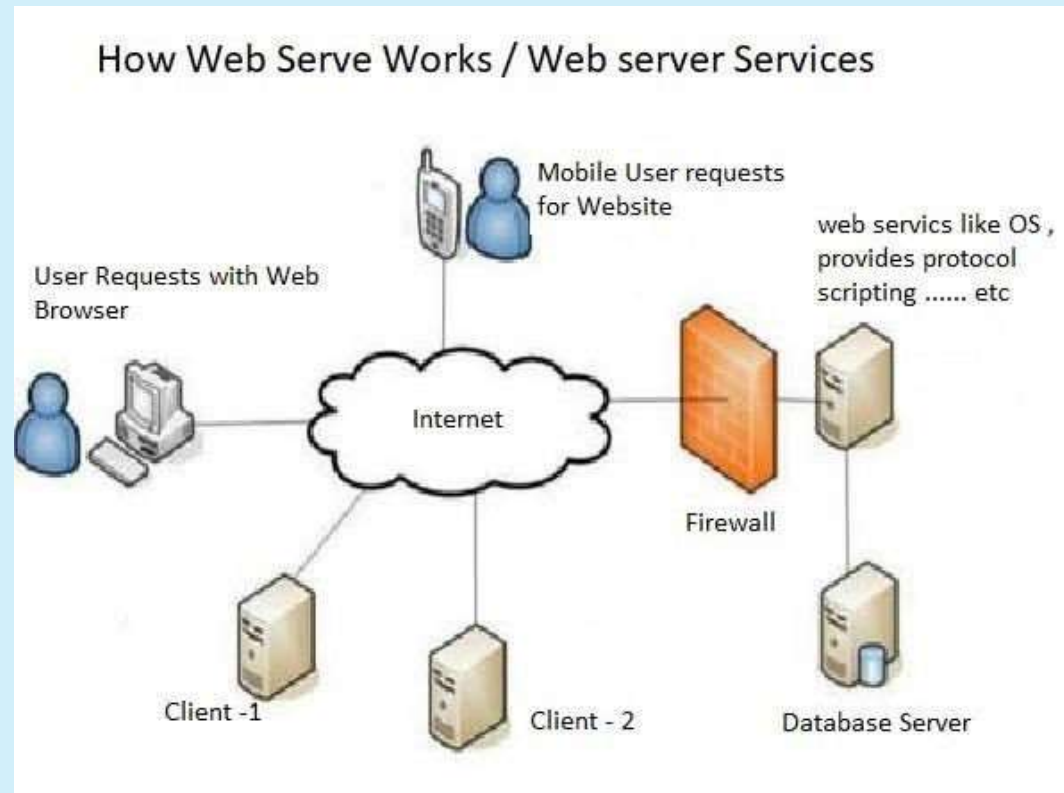 How Web Serve Works / Web server Services
Mobile User requests
for Website
web servics like OS ,
provides protocol
scripting ...... etc
User Requests with Web
Browser
Internet
Firewall
Client -1
Client - 2
Database Server